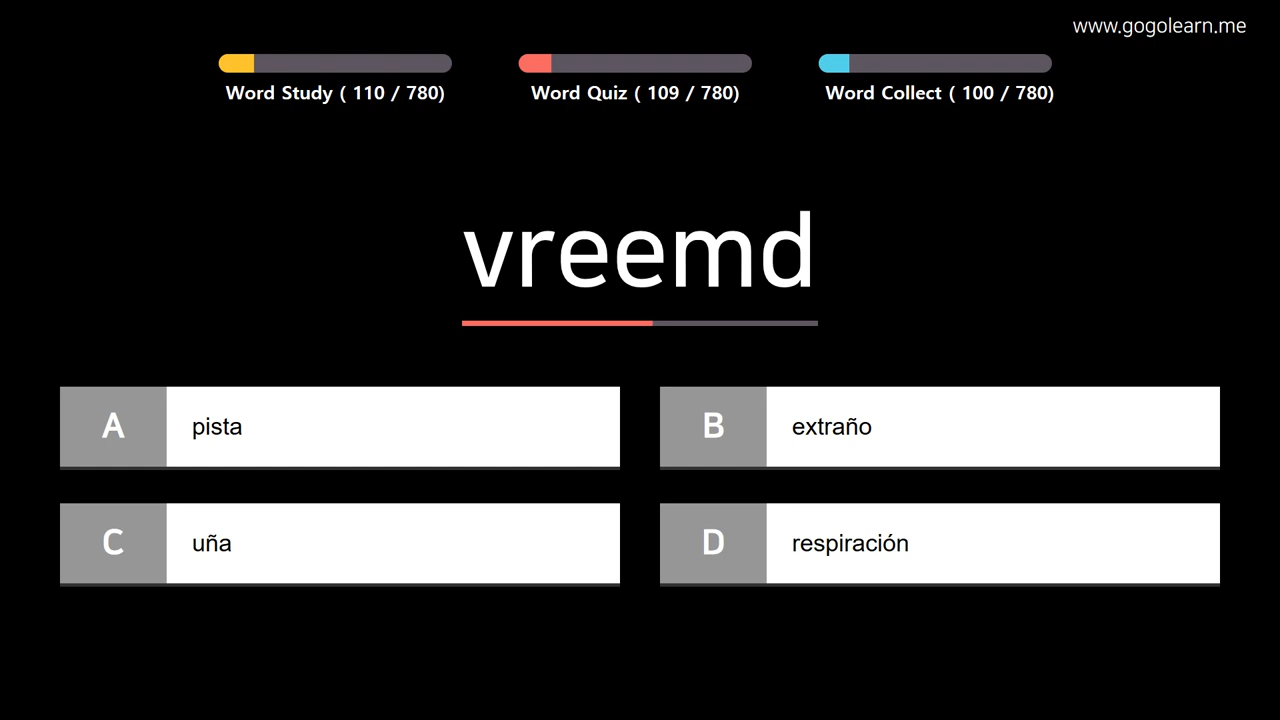 www.gogolearn.me
Word Study ( 110 / 780)
Word Quiz ( 109 / 780)
Word Collect ( 100 / 780)
vreemd
A pista
B extraño
C uña
D respiración